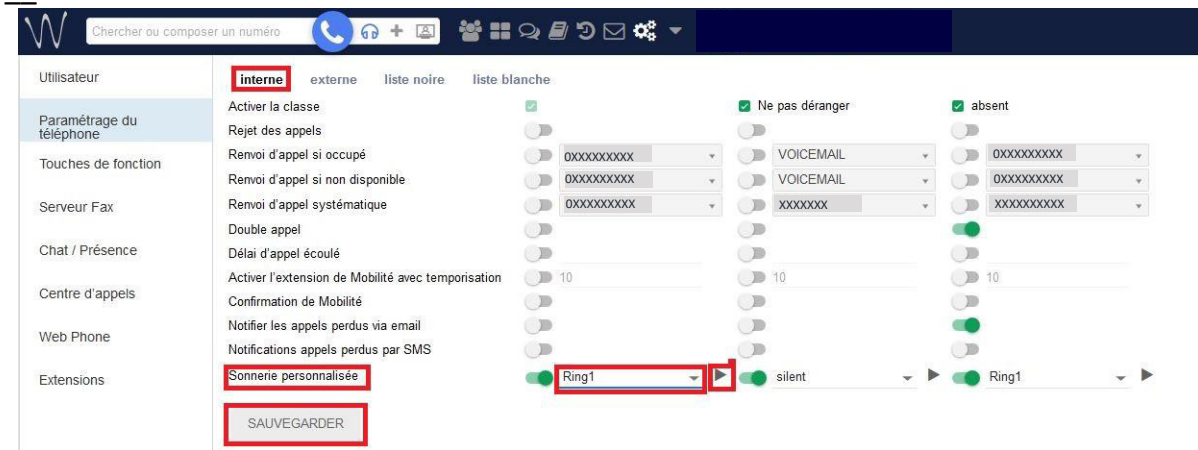 Chercher ou composer un numéro
Utilisateur
Paramétrage du
téléphone
Touches de fonction
Serveur Fax
Chat / Présence
Centre d'appels
Web Phone
Extensions
interne externe liste noire liste blanche
Activer la classe Ne pas déranger absent
Rejet des appels
Renvoi d'appel si occupé 0XXXXXXXXX VOICEMAIL 0XXXXXXXXX
Renvoi d'appel si non disponible 0XXXXXXXXX VOICEMAIL 0XXXXXXXXX
Renvoi d'appel systématique 0XXXXXXXXX XXXXXXX XXXXXXXXXX
Double appel
Délai d'appel écoulé
Activer l'extension de Mobilité avec temporisation 10 10 10
Confirmation de Mobilité
Notifier les appels perdus via email
Notifications appels perdus par SMS
Sonnerie personnalisée Ring1 silent Ring1
SAUVEGARDER